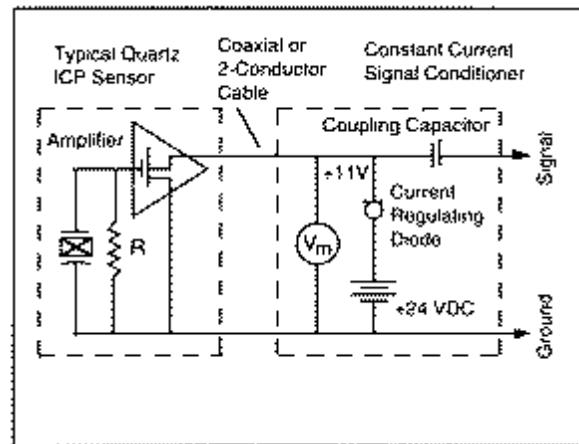 Typical Quartz
ICP Sensor
Coaxial or
2-Conductor
Cable
Constant Current
Signal Conditioner
Amplifier
Coupling Capacitor
Signal
+11V
Current
Regulating
Diode
R
Vm
+24 VDC
Ground